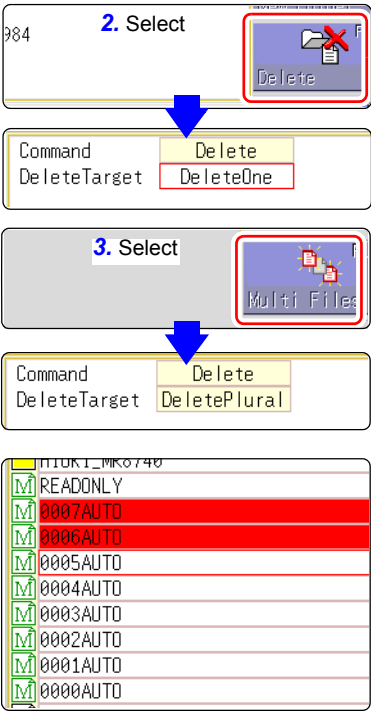 984
2. Select
Delete
Command Delete
DeleteTarget DeleteOne
3. Select
Multi Files
Command Delete
DeleteTarget DeletePlural
HIOKI_MR8740
M READONLY
M 0007AUTO
M 0006AUTO
M 0005AUTO
M 0004AUTO
M 0003AUTO
M 0002AUTO
M 0001AUTO
M 0000AUTO